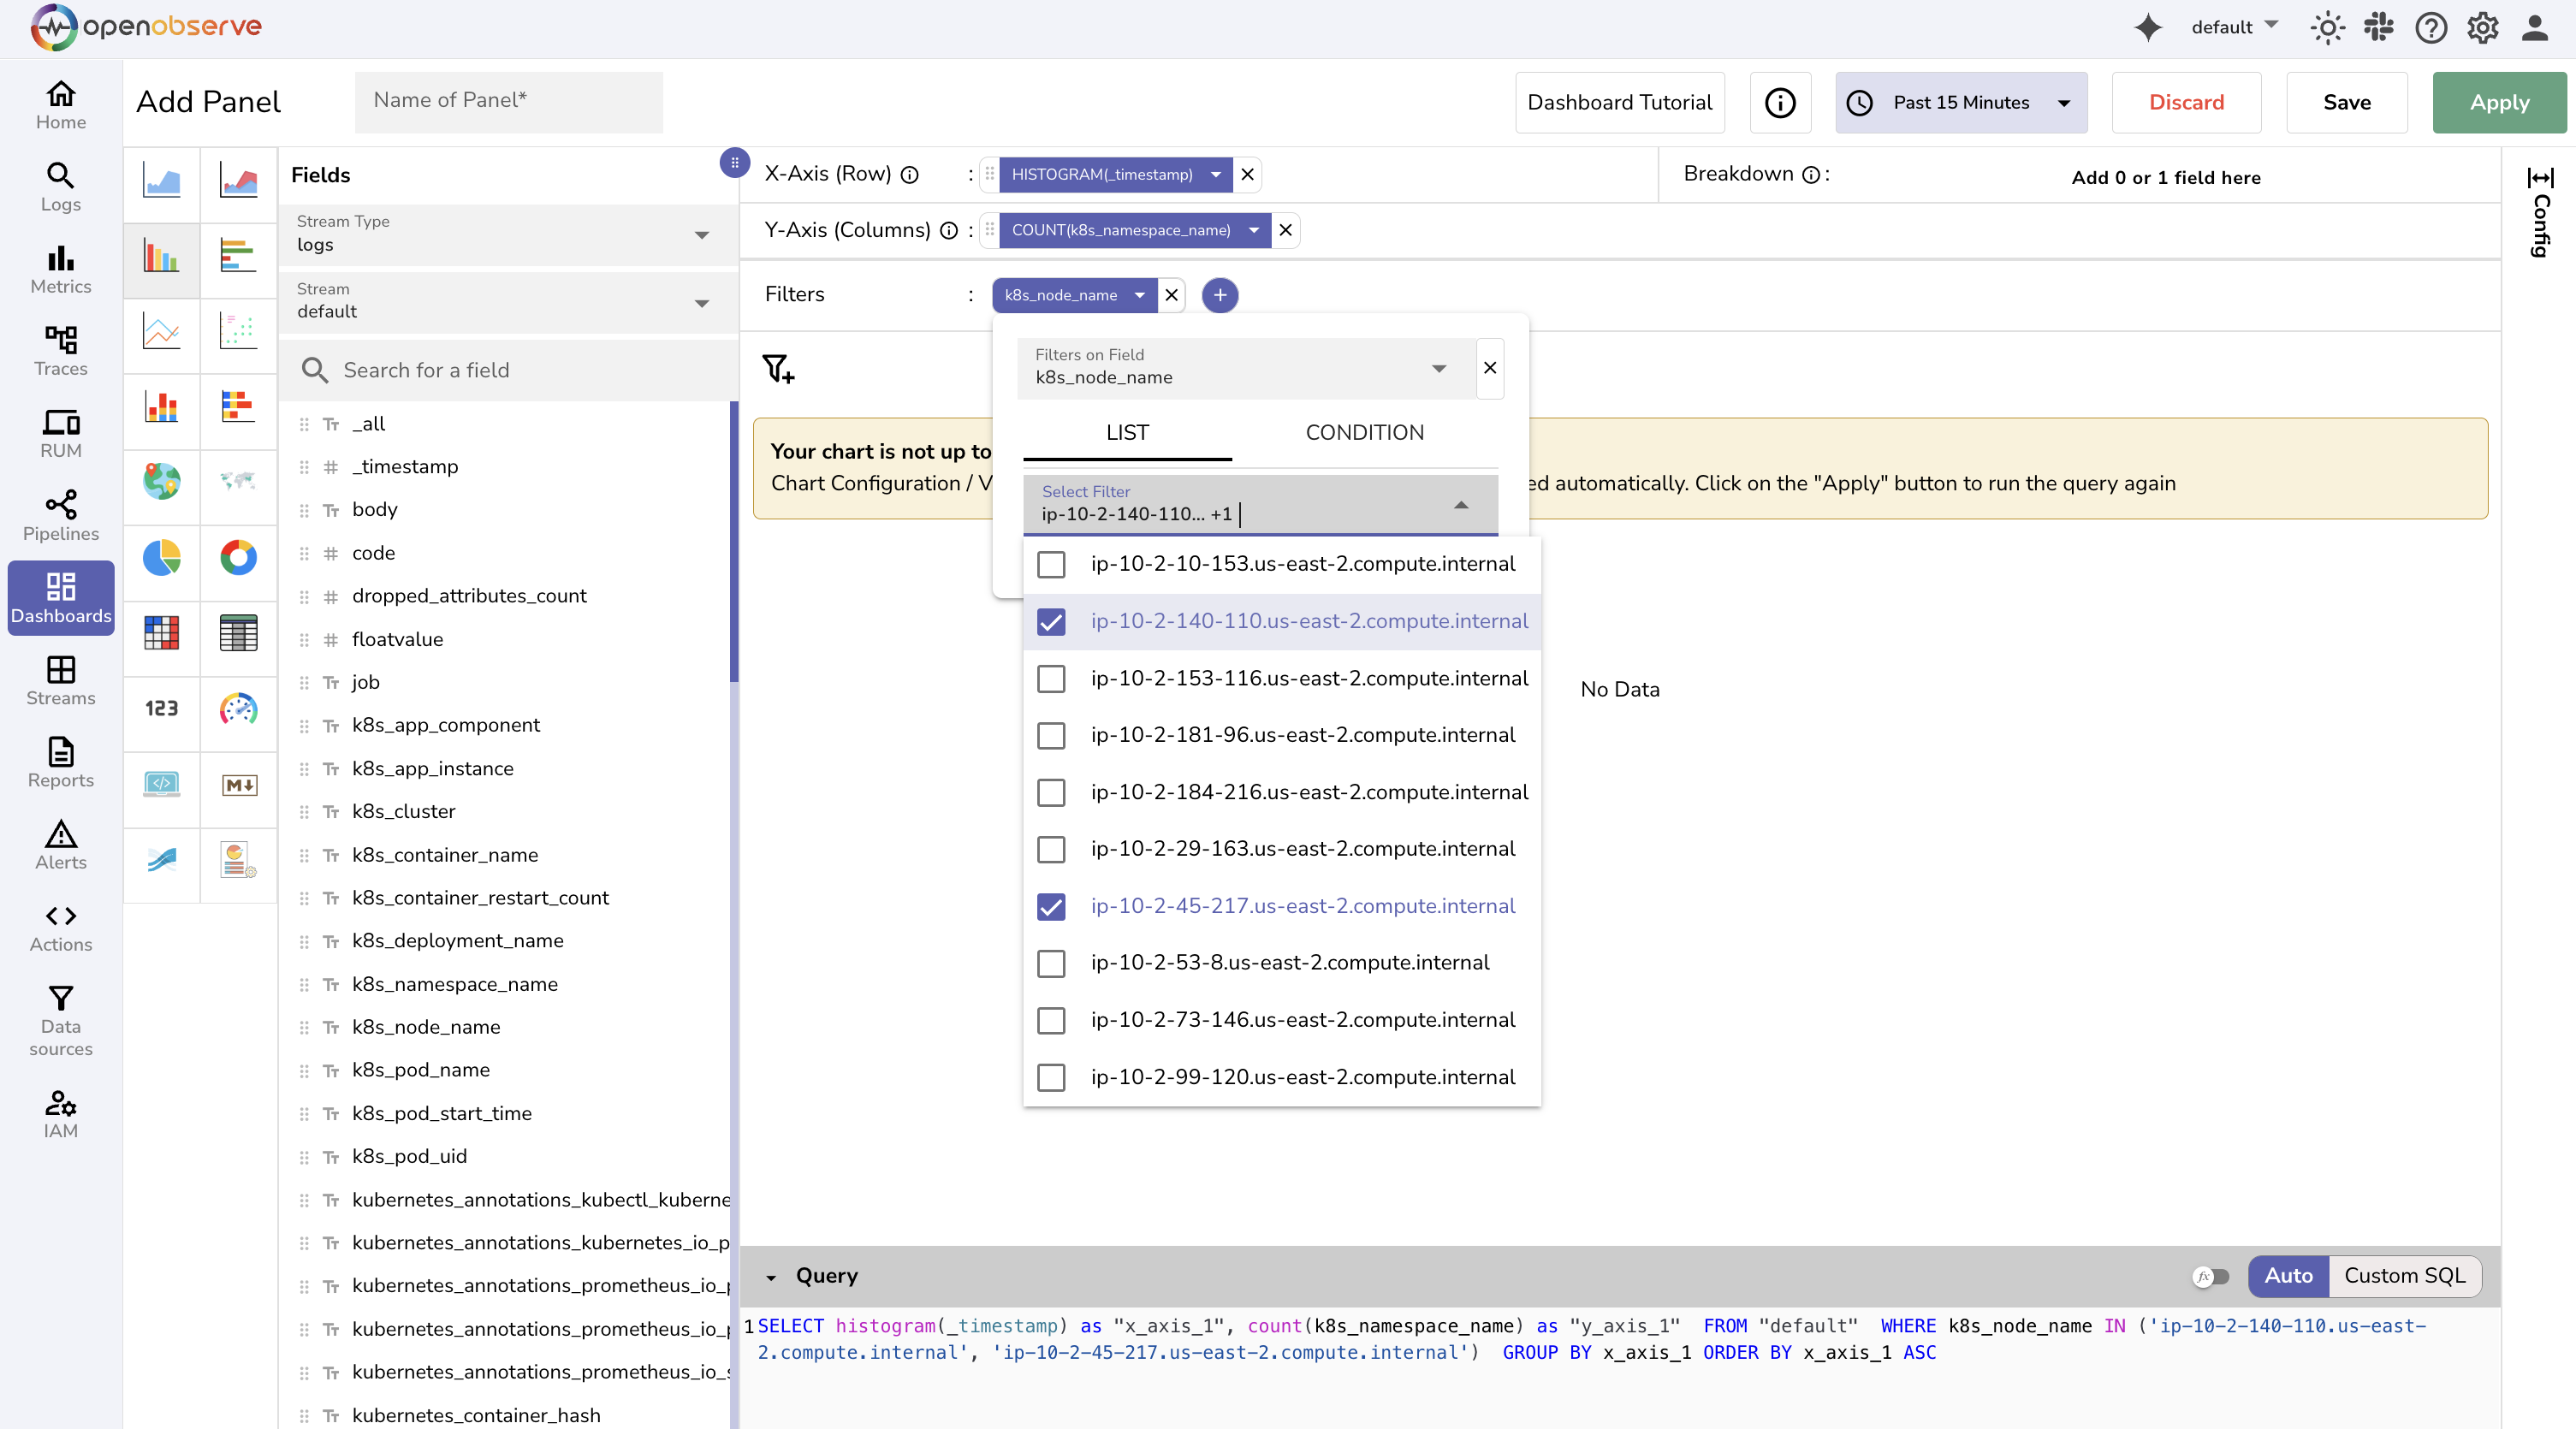 openobserve
default
Home
Logs
Metrics
Traces
RUM
Pipelines
Dashboards
Streams
Reports
Alerts
Actions
Data
sources
IAM
Add Panel
Name of Panel*
Dashboard Tutorial
Past 15 Minutes
Discard
Save
Apply
123
M
Fields
Stream Type
logs
Stream
default
Search for a field
_all
_timestamp
body
code
dropped_attributes_count
floatvalue
job
k8s_app_component
k8s_app_instance
k8s_cluster
k8s_container_name
k8s_container_restart_count
k8s_deployment_name
k8s_namespace_name
k8s_node_name
k8s_pod_name
k8s_pod_start_time
k8s_pod_uid
kubernetes_annotations_kubectl_kuberne
kubernetes_annotations_kubernetes_io_p
kubernetes_annotations_prometheus_io_p
kubernetes_annotations_prometheus_io_p
kubernetes_annotations_prometheus_io_s
kubernetes_container_hash
X-Axis (Row) :
HISTOGRAM(_timestamp)
Breakdown :
Add 0 or 1 field here
Y-Axis (Columns) :
COUNT(k8s_namespace_name)
Filters :
k8s_node_name
Filters on Field
k8s_node_name
LIST
CONDITION
Your chart is not up to
Chart Configuration / V
ed automatically. Click on the "Apply" button to run the query again
Select Filter
ip-10-2-140-110... +1
ip-10-2-10-153.us-east-2.compute.internal
ip-10-2-140-110.us-east-2.compute.internal
ip-10-2-153-116.us-east-2.compute.internal
ip-10-2-181-96.us-east-2.compute.internal
ip-10-2-184-216.us-east-2.compute.internal
ip-10-2-29-163.us-east-2.compute.internal
ip-10-2-45-217.us-east-2.compute.internal
ip-10-2-53-8.us-east-2.compute.internal
ip-10-2-73-146.us-east-2.compute.internal
ip-10-2-99-120.us-east-2.compute.internal
No Data
Config
Query
fx
Auto
Custom SQL
1 SELECT histogram(_timestamp) as "x_axis_1", count(k8s_namespace_name) as "y_axis_1" FROM "default" WHERE k8s_node_name IN ('ip-10-2-140-110.us-east-
2.compute.internal', 'ip-10-2-45-217.us-east-2.compute.internal') GROUP BY x_axis_1 ORDER BY x_axis_1 ASC